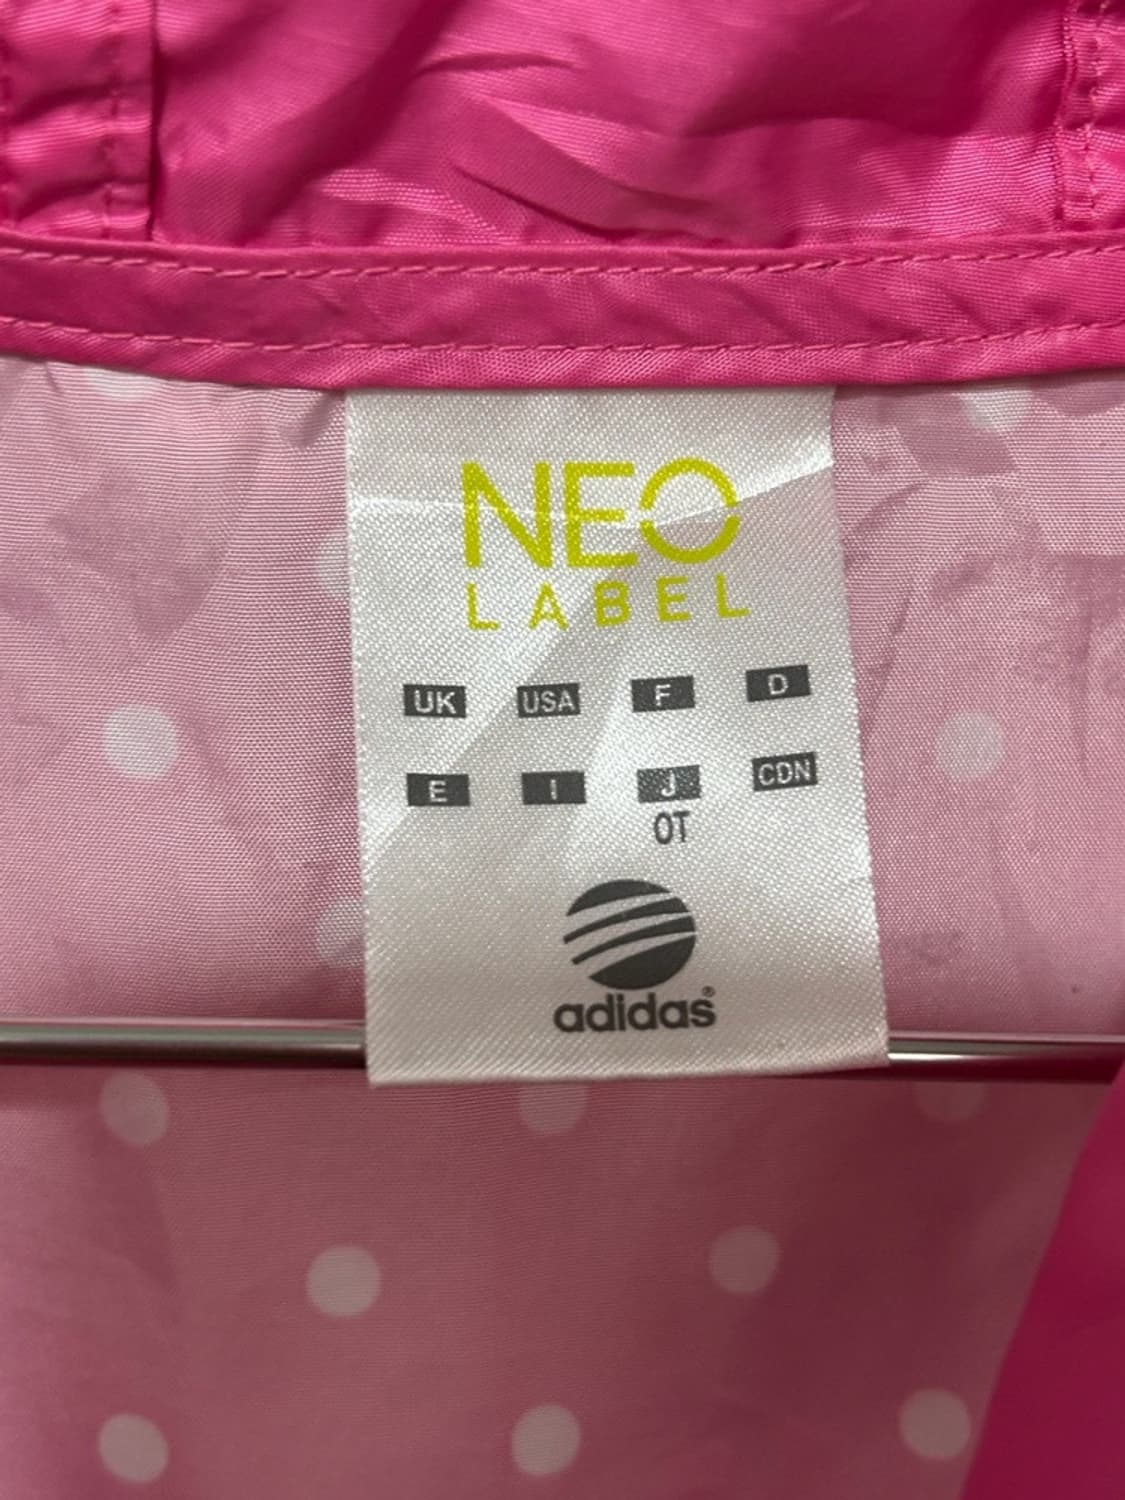 NEO
LABEL
UK USA F D
E I J CDN
OT
adidas®